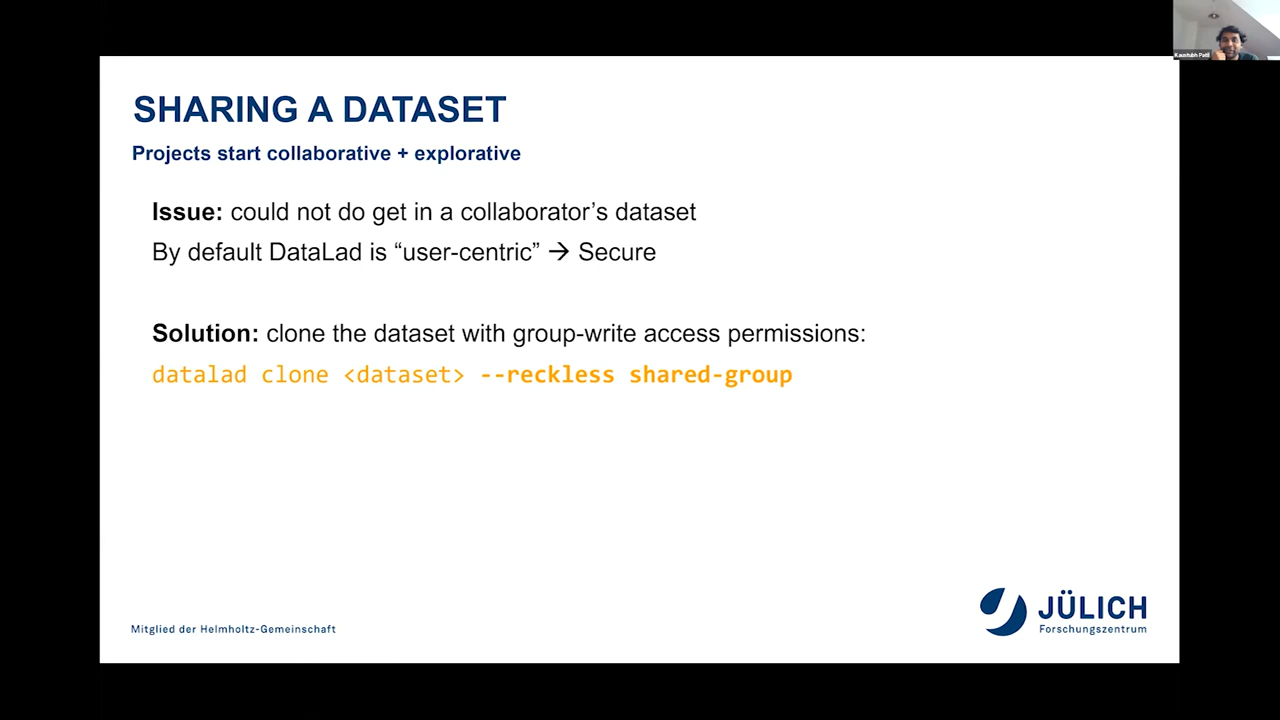 Kaustubh Patil
SHARING A DATASET
Projects start collaborative + explorative
Issue: could not do get in a collaborator’s dataset
By default DataLad is “user-centric” → Secure
Solution: clone the dataset with group-write access permissions:
datalad clone <dataset> --reckless shared-group
Mitglied der Helmholtz-Gemeinschaft
JÜLICH
Forschungszentrum